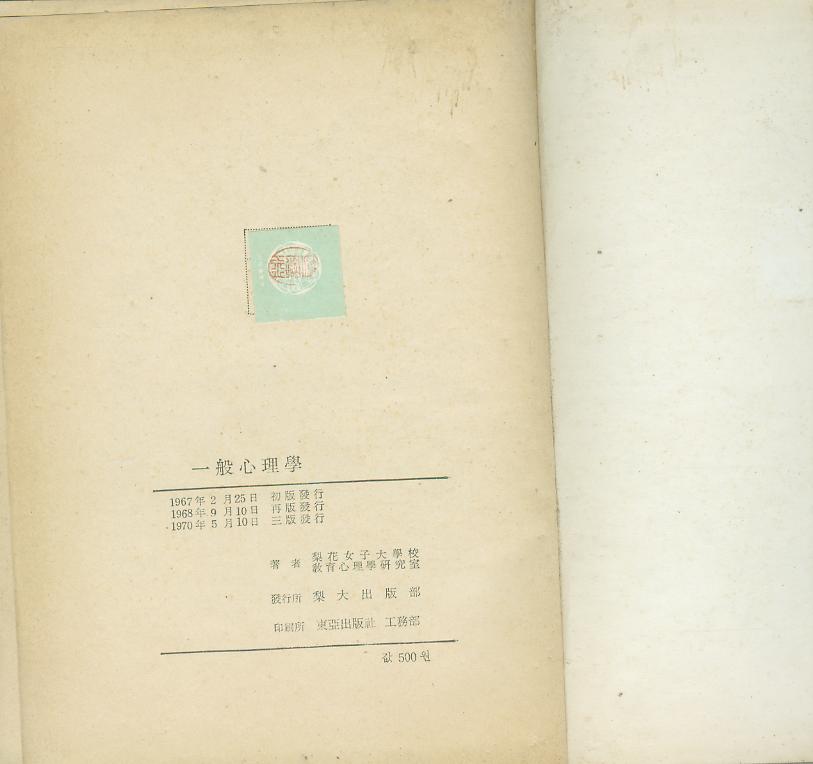 一般心理學
1967年 2 月25日 初版發行
1968年 9 月10日 再版發行
1970年 5 月10日 三版發行
著者 梨花女子大學校
敎育心理學硏究室
發行所 梨大出版部
印刷所 東亞出版社 工務部
값 500 원